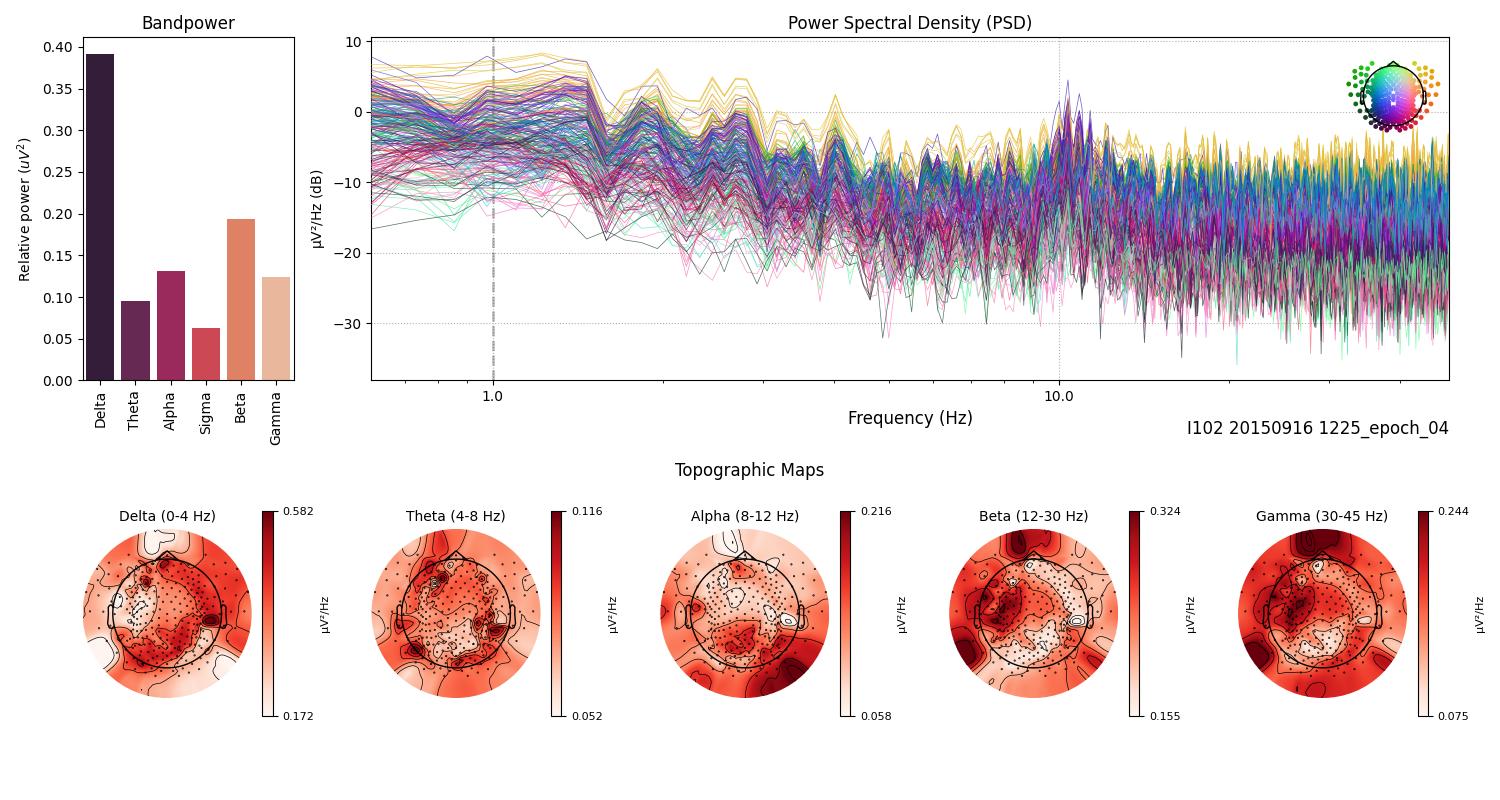 Bandpower
Relative power (uV²)
0.40
0.35
0.30
0.25
0.20
0.15
0.10
0.05
0.00
Delta
Theta
Alpha
Sigma
Beta
Gamma
Power Spectral Density (PSD)
µV²/Hz (dB)
10
0
−10
−20
−30
1.0
10.0
Frequency (Hz)
I102 20150916 1225_epoch_04
Topographic Maps
Delta (0-4 Hz)
0.582
µV²/Hz
0.172
Theta (4-8 Hz)
0.116
µV²/Hz
0.052
Alpha (8-12 Hz)
0.216
µV²/Hz
0.058
Beta (12-30 Hz)
0.324
µV²/Hz
0.155
Gamma (30-45 Hz)
0.244
µV²/Hz
0.075